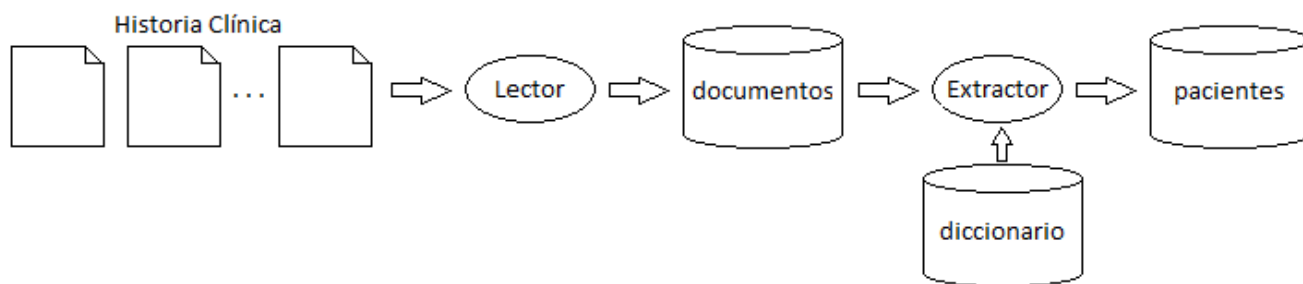 Historia Clínica
...
Lector
documentos
Extractor
pacientes
diccionario